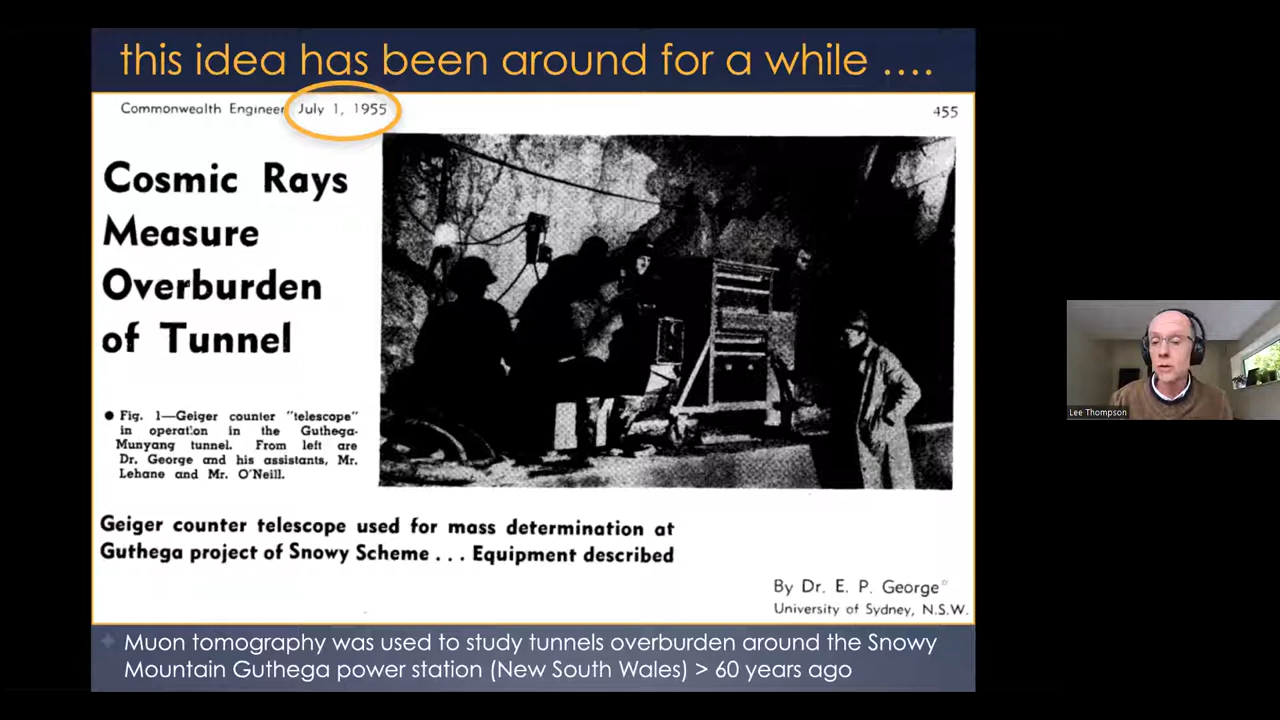 this idea has been around for a while ....
Commonwealth Engineer July 1, 1955
455
Cosmic Rays
Measure
Overburden
of Tunnel
● Fig. 1—Geiger counter "telescope"
in operation in the Guthega-
Munyang tunnel. From left are
Dr. George and his assistants, Mr.
Lehane and Mr. O'Neill.
Geiger counter telescope used for mass determination at
Guthega project of Snowy Scheme . . . Equipment described
By Dr. E. P. George°
University of Sydney, N.S.W.
Muon tomography was used to study tunnels overburden around the Snowy
Mountain Guthega power station (New South Wales) > 60 years ago
Lee Thompson